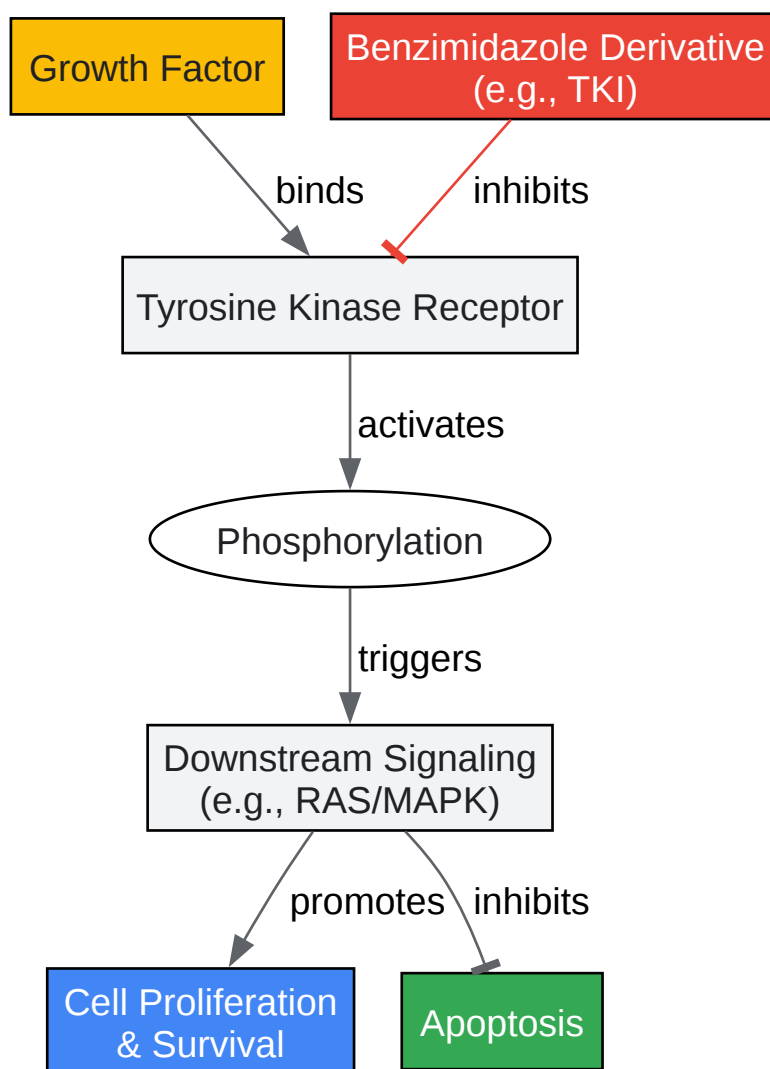 Growth Factor
Benzimidazole Derivative
(e.g., TKI)
binds
inhibits
Tyrosine Kinase Receptor
activates
Phosphorylation
triggers
Downstream Signaling
(e.g., RAS/MAPK)
promotes
inhibits
Cell Proliferation
& Survival
Apoptosis